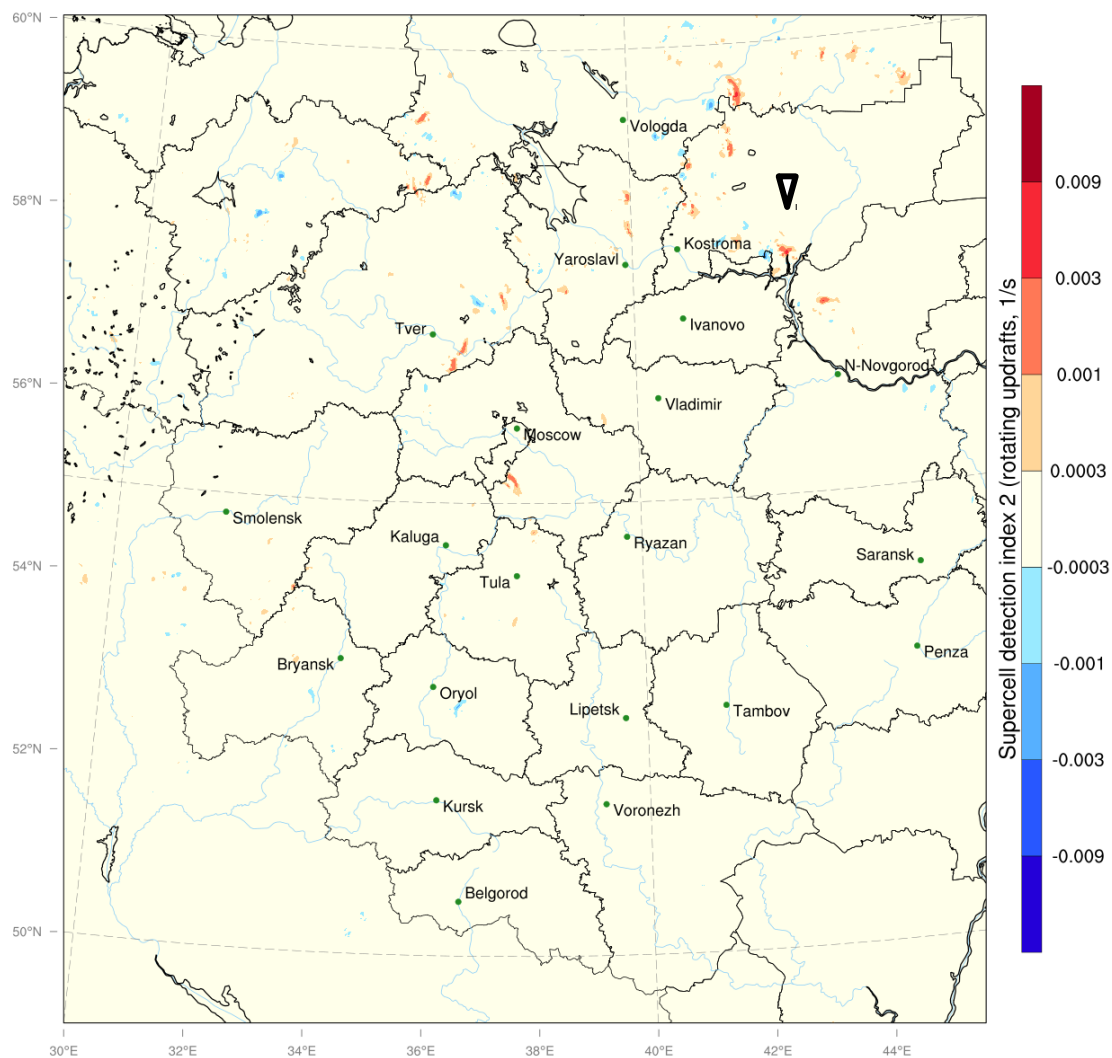 60°N
58°N
56°N
54°N
52°N
50°N
30°E
32°E
34°E
36°E
38°E
40°E
42°E
44°E
Vologda
Kostroma
Yaroslavl
Ivanovo
Tver
N-Novgorod
Vladimir
Moscow
Smolensk
Kaluga
Ryazan
Saransk
Tula
Bryansk
Penza
Oryol
Lipetsk
Tambov
Kursk
Voronezh
Belgorod
Supercell detection index 2 (rotating updrafts, 1/s
0.009
0.003
0.001
0.0003
-0.0003
-0.001
-0.003
-0.009